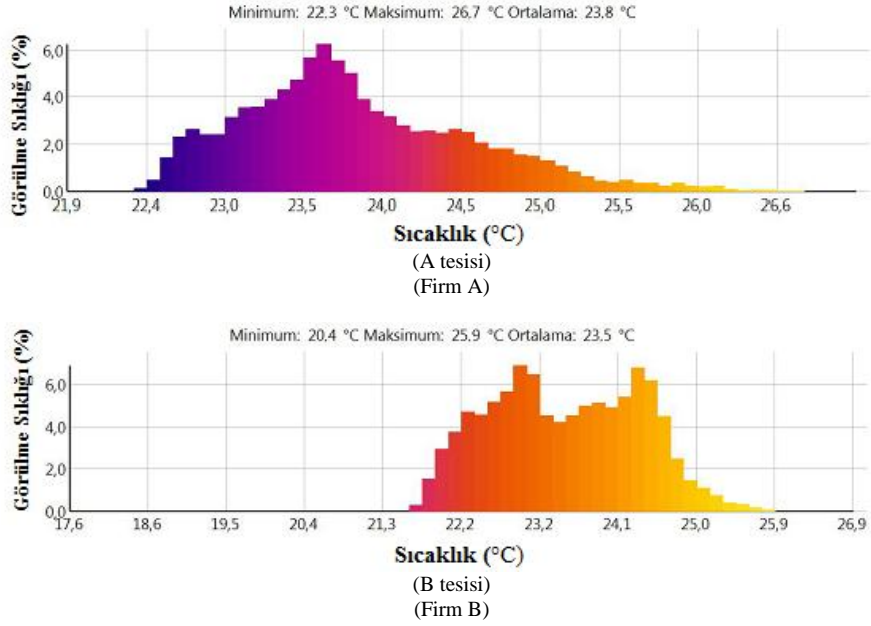 Minimum: 22.3 °C Maksimum: 26.7 °C Ortalama: 23.8 °C
Görülme Sıklığı (%)
6,0
4,0
2,0
0,0
21,9 22,4 23,0 23,5 24,0 24,5 25,0 25,5 26,0 26,6
Sıcaklık (°C)
(A tesisi)
(Firm A)
Minimum: 20.4 °C Maksimum: 25.9 °C Ortalama: 23.5 °C
Görülme Sıklığı (%)
6,0
4,0
2,0
0,0
17,6 18,6 19,5 20,4 21,3 22,2 23,2 24,1 25,0 25,9 26,9
Sıcaklık (°C)
(B tesisi)
(Firm B)